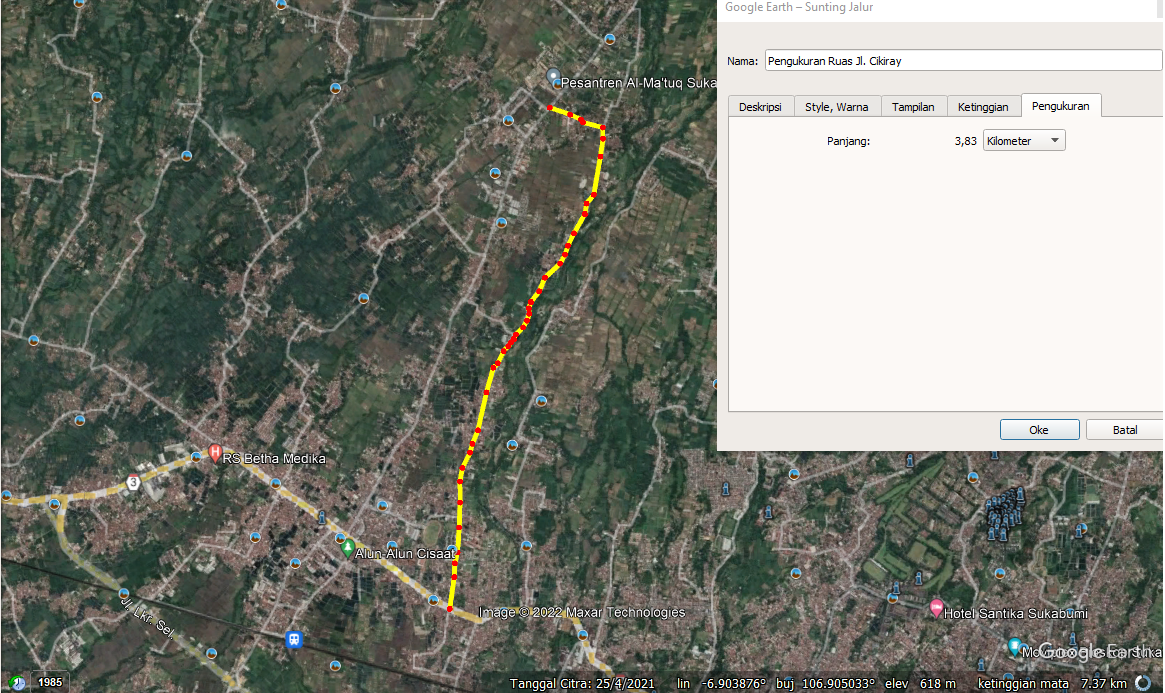 Google Earth – Sunting Jalur
Nama: Pengukuran Ruas Jl. Cikiray
Deskripsi Style, Warna Tampilan Ketinggian Pengukuran
Panjang: 3,83 Kilometer
Oke Batal
Pesantren Al-Ma'tuq Suka
RS Betha Medika
3
Alun-Alun Cisaat
Jl. Lkr. Sel.
Image © 2022 Maxar Technologies
Hotel Santika Sukabumi
Google Earth
1985
Tanggal Citra: 25/4/2021 lin -6.903876° buj 106.905033° elev 618 m ketinggian mata 7.37 km